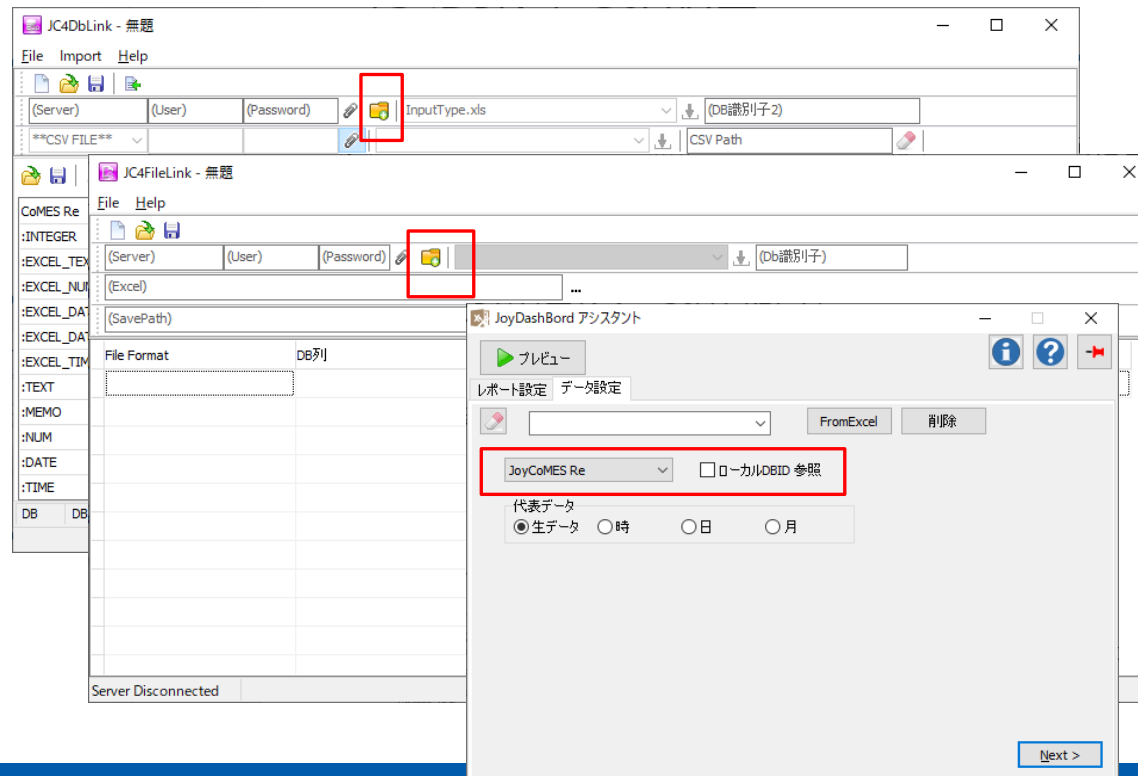 JC4DbLink - 無題
File Import Help
(Server) (User) (Password) InputType.xls (DB識別子2)
**CSV FILE** CSV Path
CoMES Re
:INTEGER
:EXCEL_TEX
:EXCEL_NU
:EXCEL_DA
:EXCEL_DA
:EXCEL_TIM
:TEXT
:MEMO
:NUM
:DATE
:TIME
DB DB
JC4FileLink - 無題
File Help
(Server) (User) (Password) (Db識別子)
(Excel) ...
(SavePath)
File Format DB列
Server Disconnected
JoyDashBord アシスタント
プレビュー
レポート設定 データ設定
FromExcel 削除
JoyCoMES Re ローカルDBID 参照
代表データ
生データ 時 日 月
Next >